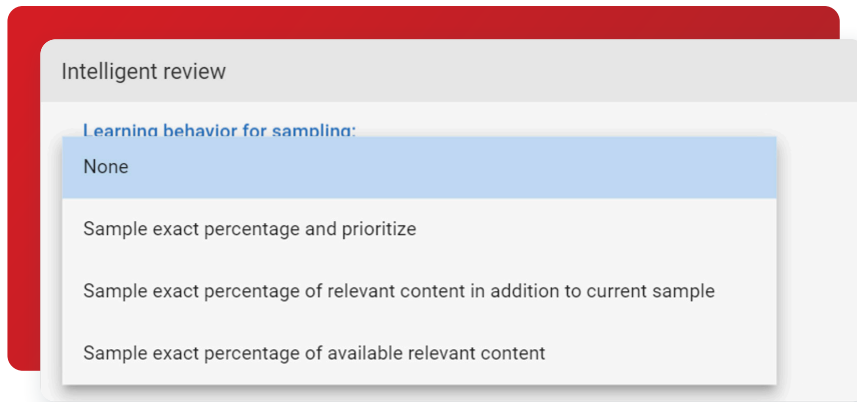 Intelligent review
Learning behavior for sampling:
None
Sample exact percentage and prioritize
Sample exact percentage of relevant content in addition to current sample
Sample exact percentage of available relevant content